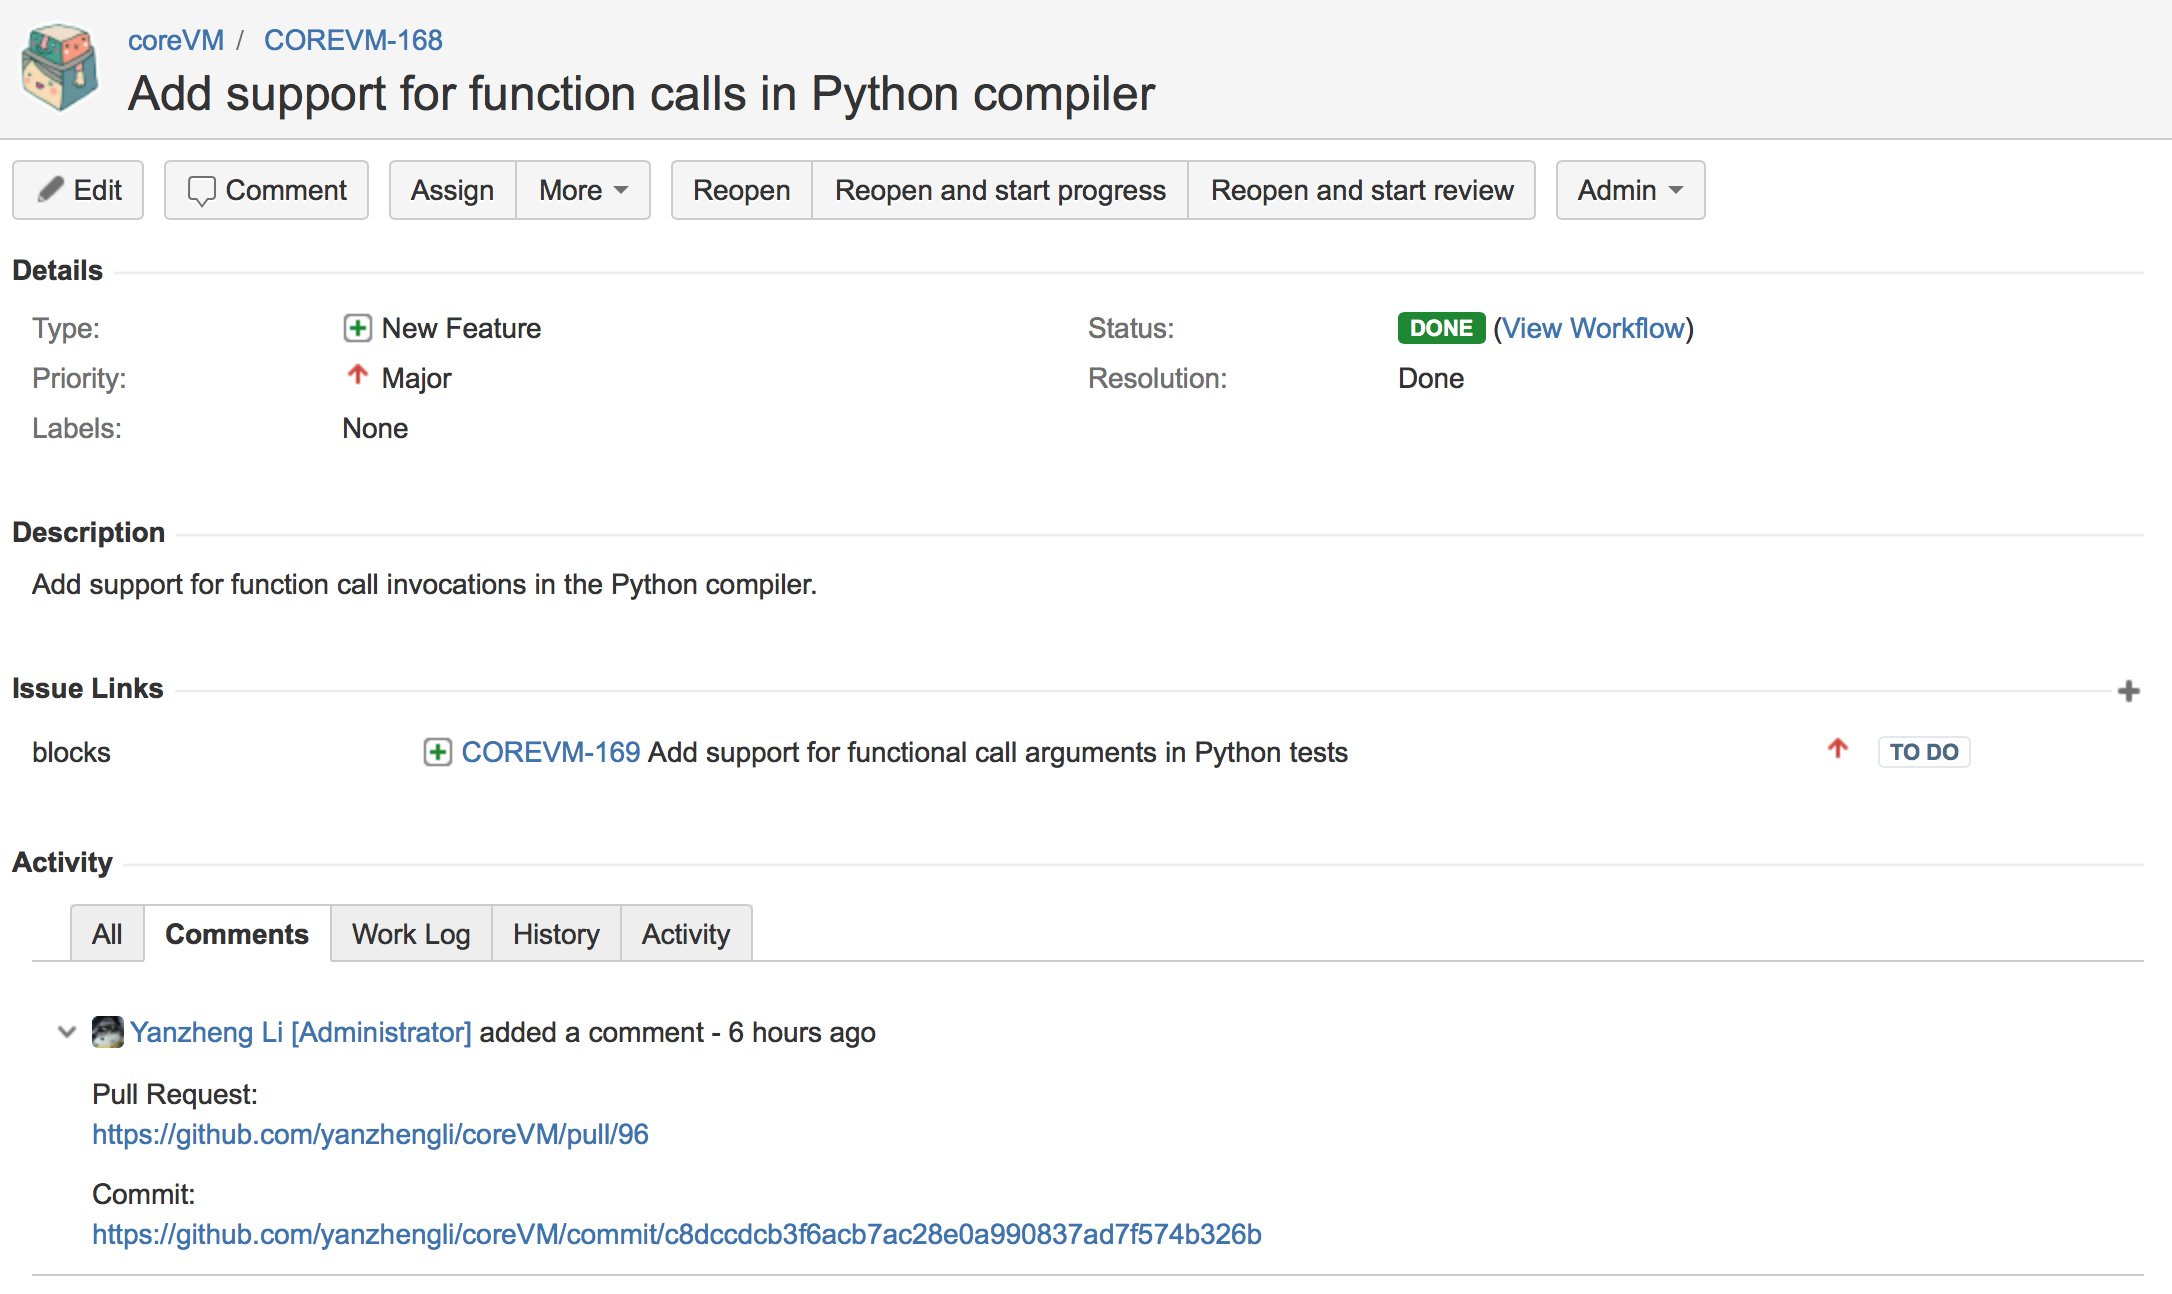 coreVM / COREVM-168
Add support for function calls in Python compiler
Edit Comment Assign More Reopen Reopen and start progress Reopen and start review Admin
Details
Type: New Feature Status: DONE (View Workflow)
Priority: Major Resolution: Done
Labels: None
Description
Add support for function call invocations in the Python compiler.
Issue Links
blocks COREVM-169 Add support for functional call arguments in Python tests TO DO
Activity
All Comments Work Log History Activity
Yanzheng Li [Administrator] added a comment - 6 hours ago
Pull Request:
https://github.com/yanzhengli/coreVM/pull/96
Commit:
https://github.com/yanzhengli/coreVM/commit/c8dccdcb3f6acb7ac28e0a990837ad7f574b326b